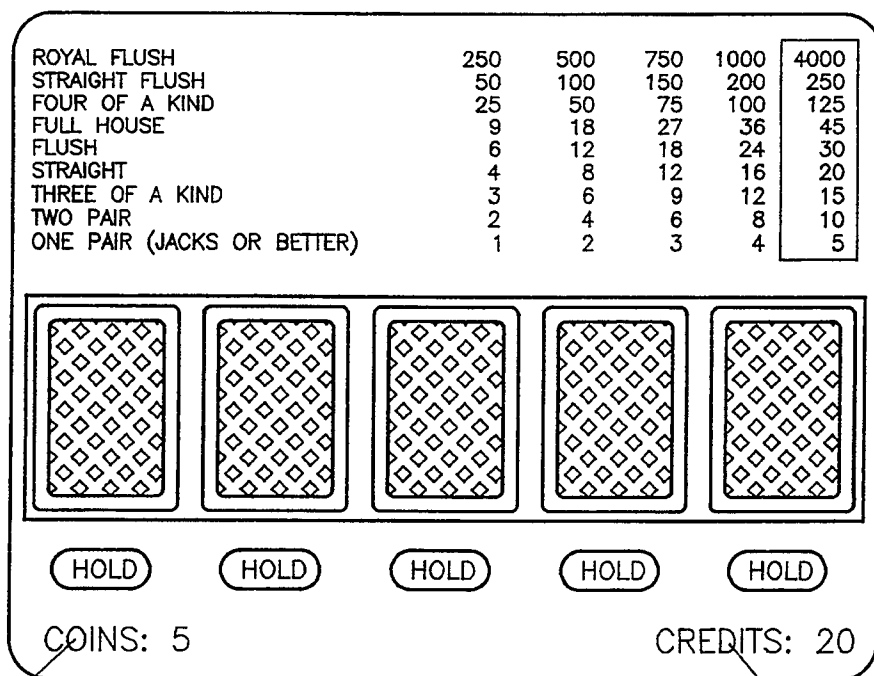 ROYAL FLUSH 250 500 750 1000 4000
STRAIGHT FLUSH 50 100 150 200 250
FOUR OF A KIND 25 50 75 100 125
FULL HOUSE 9 18 27 36 45
FLUSH 6 12 18 24 30
STRAIGHT 4 8 12 16 20
THREE OF A KIND 3 6 9 12 15
TWO PAIR 2 4 6 8 10
ONE PAIR (JACKS OR BETTER) 1 2 3 4 5
HOLD HOLD HOLD HOLD HOLD
COINS: 5 CREDITS: 20